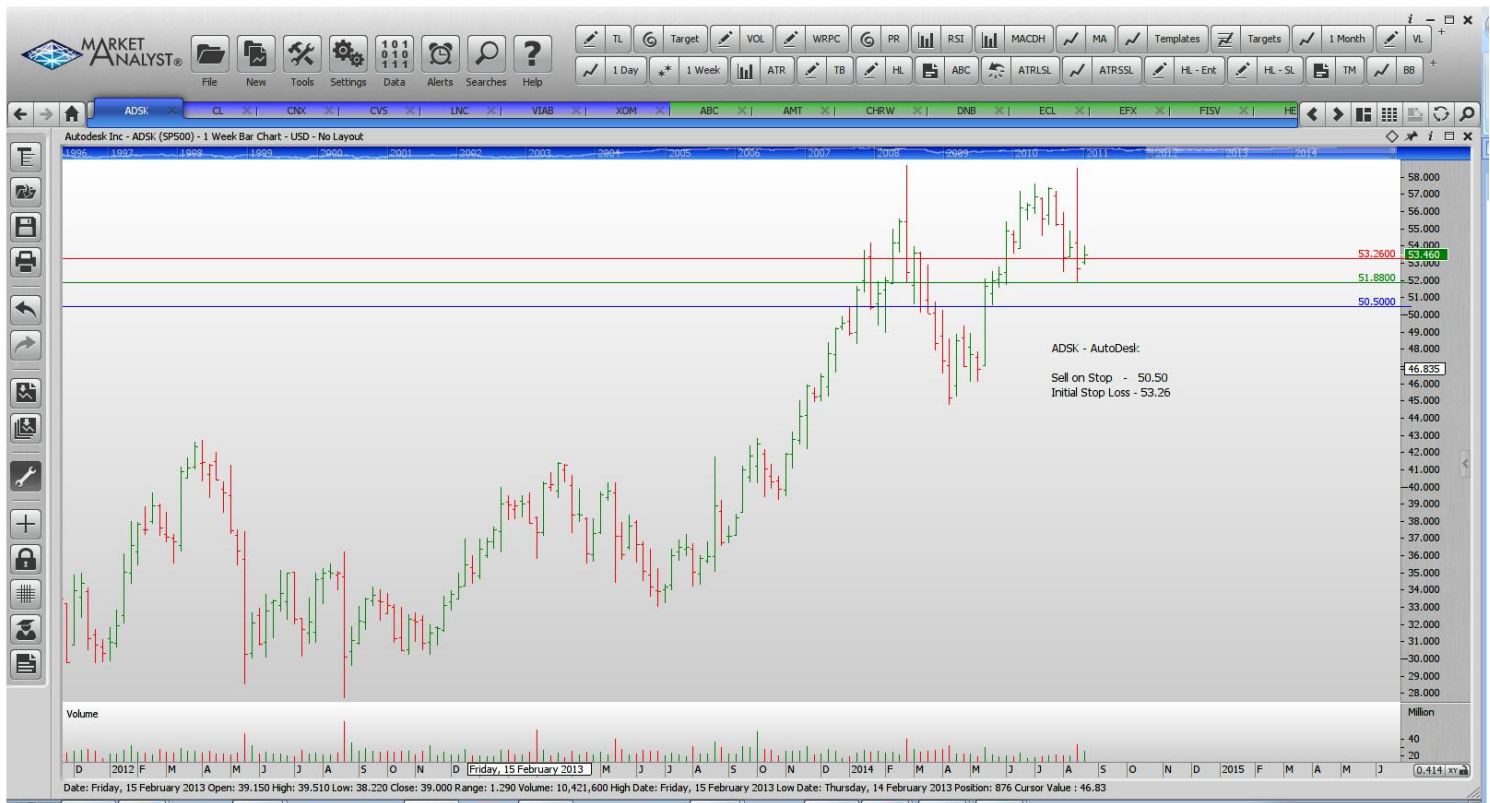 MARKET ANALYST®
File New Tools Settings Data Alerts Searches Help
TL Target VOL WRPC PR RSI MACDH MA Templates Targets 1 Month VL
1 Day 1 Week ATR TB HL ABC ATRLSL ATRSSL HL - Ent HL - SL TM BB
ADSK CL CNX CVS LNC VIAB XOM ABC AMT CHRW DNB ECL EFX FISV HE
Autodesk Inc - ADSK (SP500) - 1 Week Bar Chart - USD - No Layout
1996 1997 1998 1999 2000 2001 2002 2003 2004 2005 2006 2007 2008 2009 2010 2011 2012 2013 2014
58.000
57.000
56.000
55.000
54.000
53.2600
53.460
53.000
51.8800
52.000
51.000
50.5000
50.000
49.000
48.000
46.835
46.000
45.000
44.000
43.000
42.000
41.000
40.000
39.000
38.000
37.000
36.000
35.000
34.000
33.000
32.000
31.000
30.000
29.000
28.000
ADSK - AutoDesk
Sell on Stop - 50.50
Initial Stop Loss - 53.26
Volume
Million
40
20
D 2012 F M A M J J A S O N D Friday, 15 February 2013 M J J A S O N D 2014 F M A M J J A S O N D 2015 F M A M J 0.414 XY
Date: Friday, 15 February 2013 Open: 39.150 High: 39.510 Low: 38.220 Close: 39.000 Range: 1.290 Volume: 10,421,600 High Date: Friday, 15 February 2013 Low Date: Thursday, 14 February 2013 Position: 876 Cursor Value : 46.83